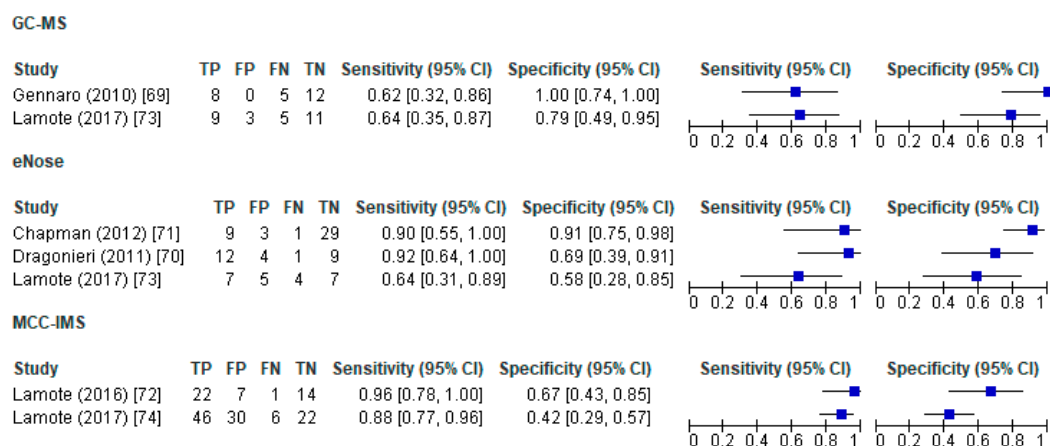 GC-MS
Study TP FP FN TN Sensitivity (95% CI) Specificity (95% CI) Sensitivity (95% CI) Specificity (95% CI)
Gennaro (2010) [69] 8 0 5 12 0.62 [0.32, 0.86] 1.00 [0.74, 1.00]
Lamote (2017) [73] 9 3 5 11 0.64 [0.35, 0.87] 0.79 [0.49, 0.95]
0 0.2 0.4 0.6 0.8 1 0 0.2 0.4 0.6 0.8 1
eNose
Study TP FP FN TN Sensitivity (95% CI) Specificity (95% CI) Sensitivity (95% CI) Specificity (95% CI)
Chapman (2012) [71] 9 3 1 29 0.90 [0.55, 1.00] 0.91 [0.75, 0.98]
Dragonieri (2011) [70] 12 4 1 9 0.92 [0.64, 1.00] 0.69 [0.39, 0.91]
Lamote (2017) [73] 7 5 4 7 0.64 [0.31, 0.89] 0.58 [0.28, 0.85]
0 0.2 0.4 0.6 0.8 1 0 0.2 0.4 0.6 0.8 1
MCC-IMS
Study TP FP FN TN Sensitivity (95% CI) Specificity (95% CI) Sensitivity (95% CI) Specificity (95% CI)
Lamote (2016) [72] 22 7 1 14 0.96 [0.78, 1.00] 0.67 [0.43, 0.85]
Lamote (2017) [74] 46 30 6 22 0.88 [0.77, 0.96] 0.42 [0.29, 0.57]
0 0.2 0.4 0.6 0.8 1 0 0.2 0.4 0.6 0.8 1